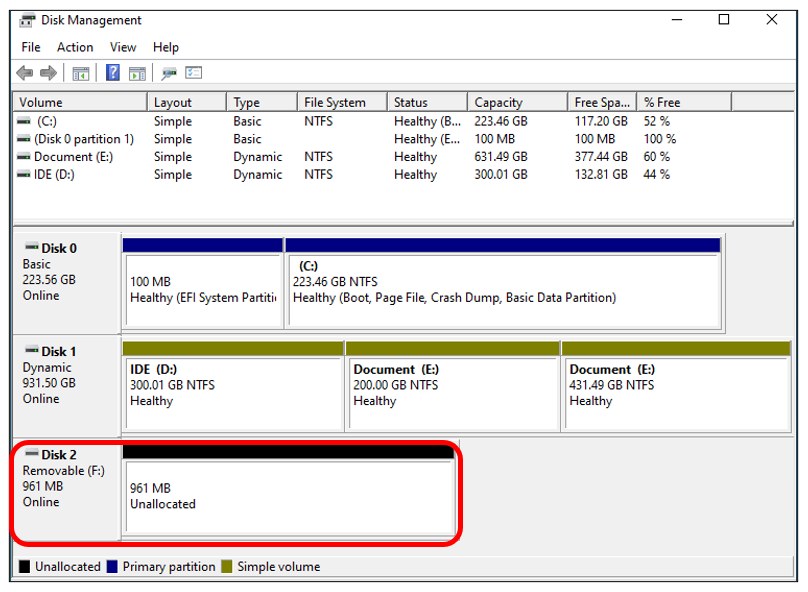 Disk Management
File Action View Help
Volume Layout Type File System Status Capacity Free Spa... % Free
(C:) Simple Basic NTFS Healthy (B... 223.46 GB 117.20 GB 52 %
(Disk 0 partition 1) Simple Basic Healthy (E... 100 MB 100 MB 100 %
Document (E:) Simple Dynamic NTFS Healthy 631.49 GB 377.44 GB 60 %
IDE (D:) Simple Dynamic NTFS Healthy 300.01 GB 132.81 GB 44 %
Disk 0
Basic
223.56 GB
Online
100 MB
Healthy (EFI System Partiti
(C:)
223.46 GB NTFS
Healthy (Boot, Page File, Crash Dump, Basic Data Partition)
Disk 1
Dynamic
931.50 GB
Online
IDE (D:)
300.01 GB NTFS
Healthy
Document (E:)
200.00 GB NTFS
Healthy
Document (E:)
431.49 GB NTFS
Healthy
Disk 2
Removable (F:)
961 MB
Online
961 MB
Unallocated
Unallocated Primary partition Simple volume